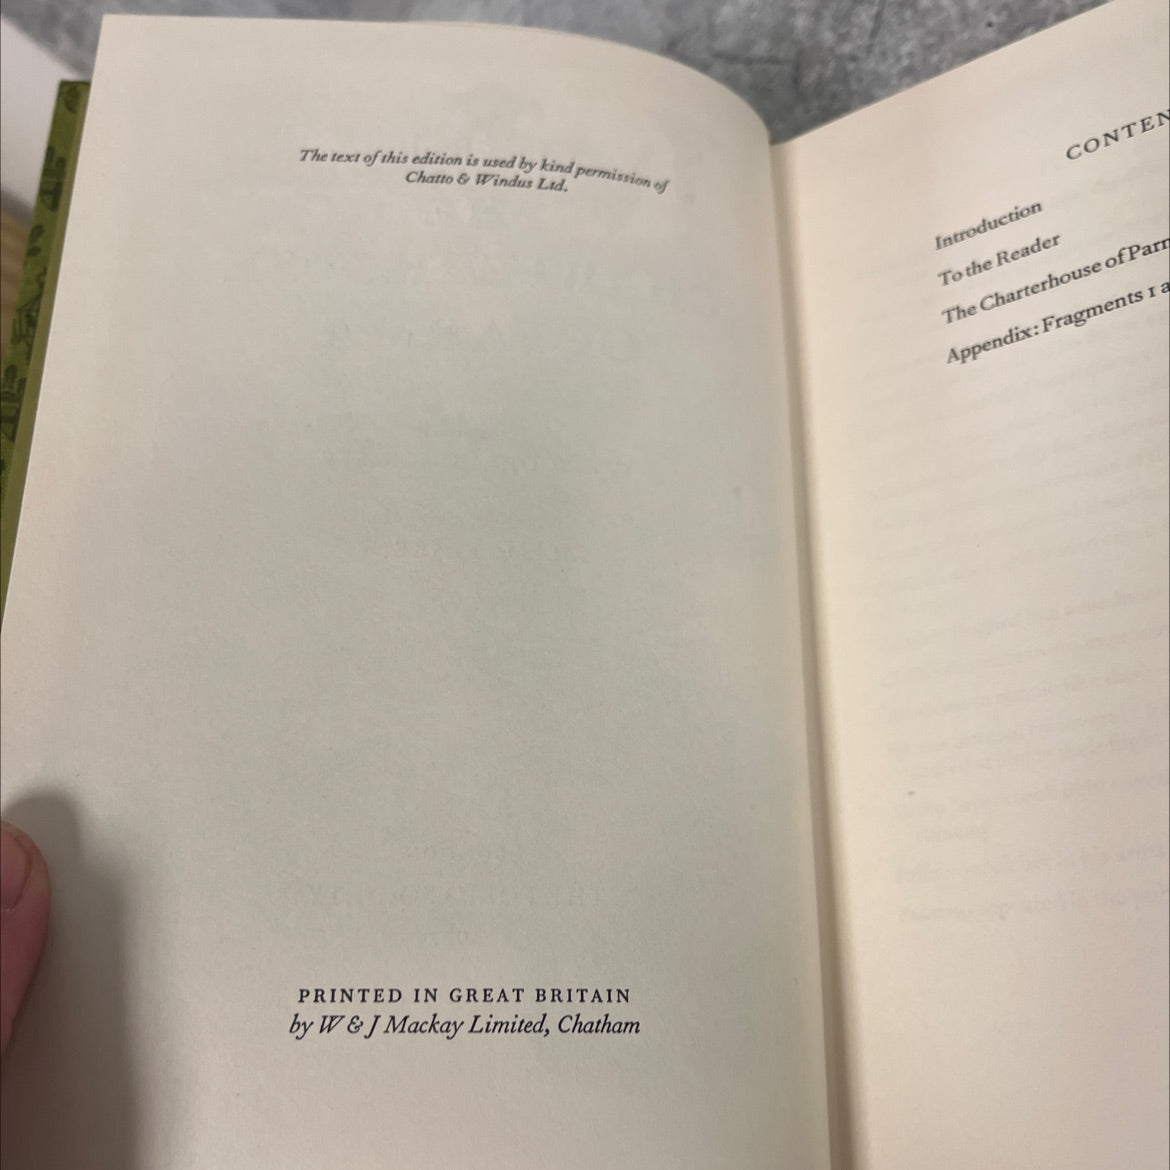 The text of this edition is used by kind permission of
Chatto & Windus Ltd.
PRINTED IN GREAT BRITAIN
by W & J Mackay Limited, Chatham
CONTEN
Introduction
To the Reader
The Charterhouse of Parm
Appendix: Fragments 1 a